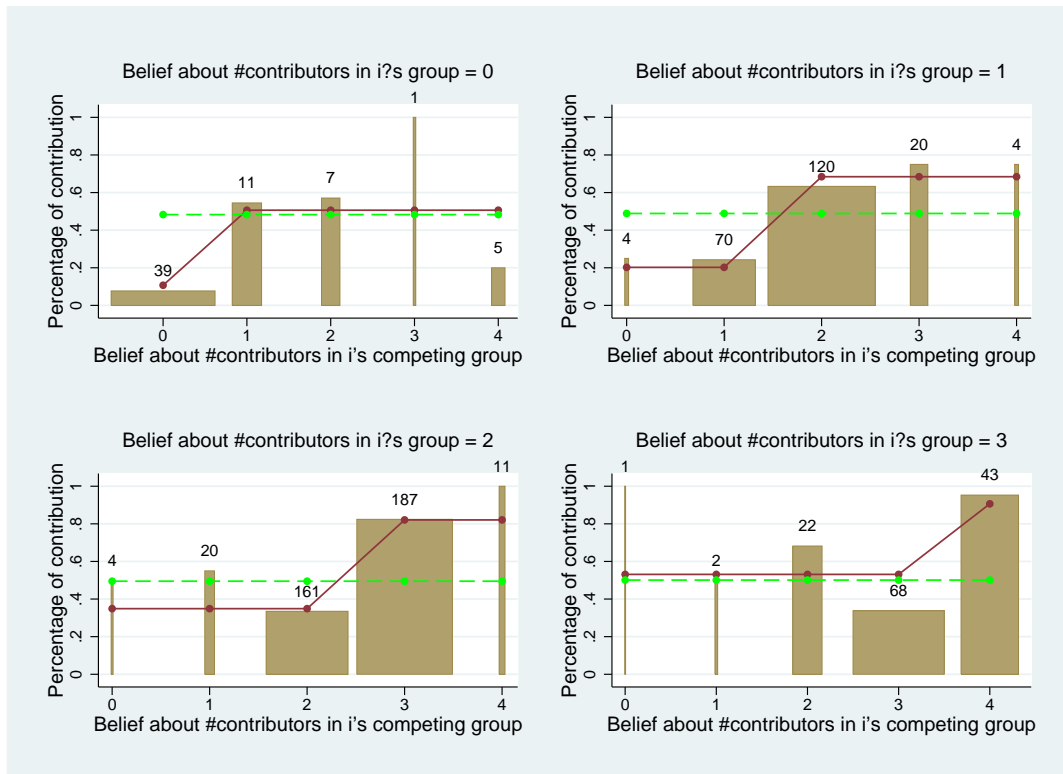 Belief about #contributors in i?s group = 0
Percentage of contribution
0 .2 .4 .6 .8 1
39 11 7 1 5
0 1 2 3 4
Belief about #contributors in i's competing group
Belief about #contributors in i?s group = 1
Percentage of contribution
0 .2 .4 .6 .8 1
4 70 120 20 4
0 1 2 3 4
Belief about #contributors in i's competing group
Belief about #contributors in i?s group = 2
Percentage of contribution
0 .2 .4 .6 .8 1
4 20 161 187 11
0 1 2 3 4
Belief about #contributors in i's competing group
Belief about #contributors in i?s group = 3
Percentage of contribution
0 .2 .4 .6 .8 1
1 2 22 68 43
0 1 2 3 4
Belief about #contributors in i's competing group